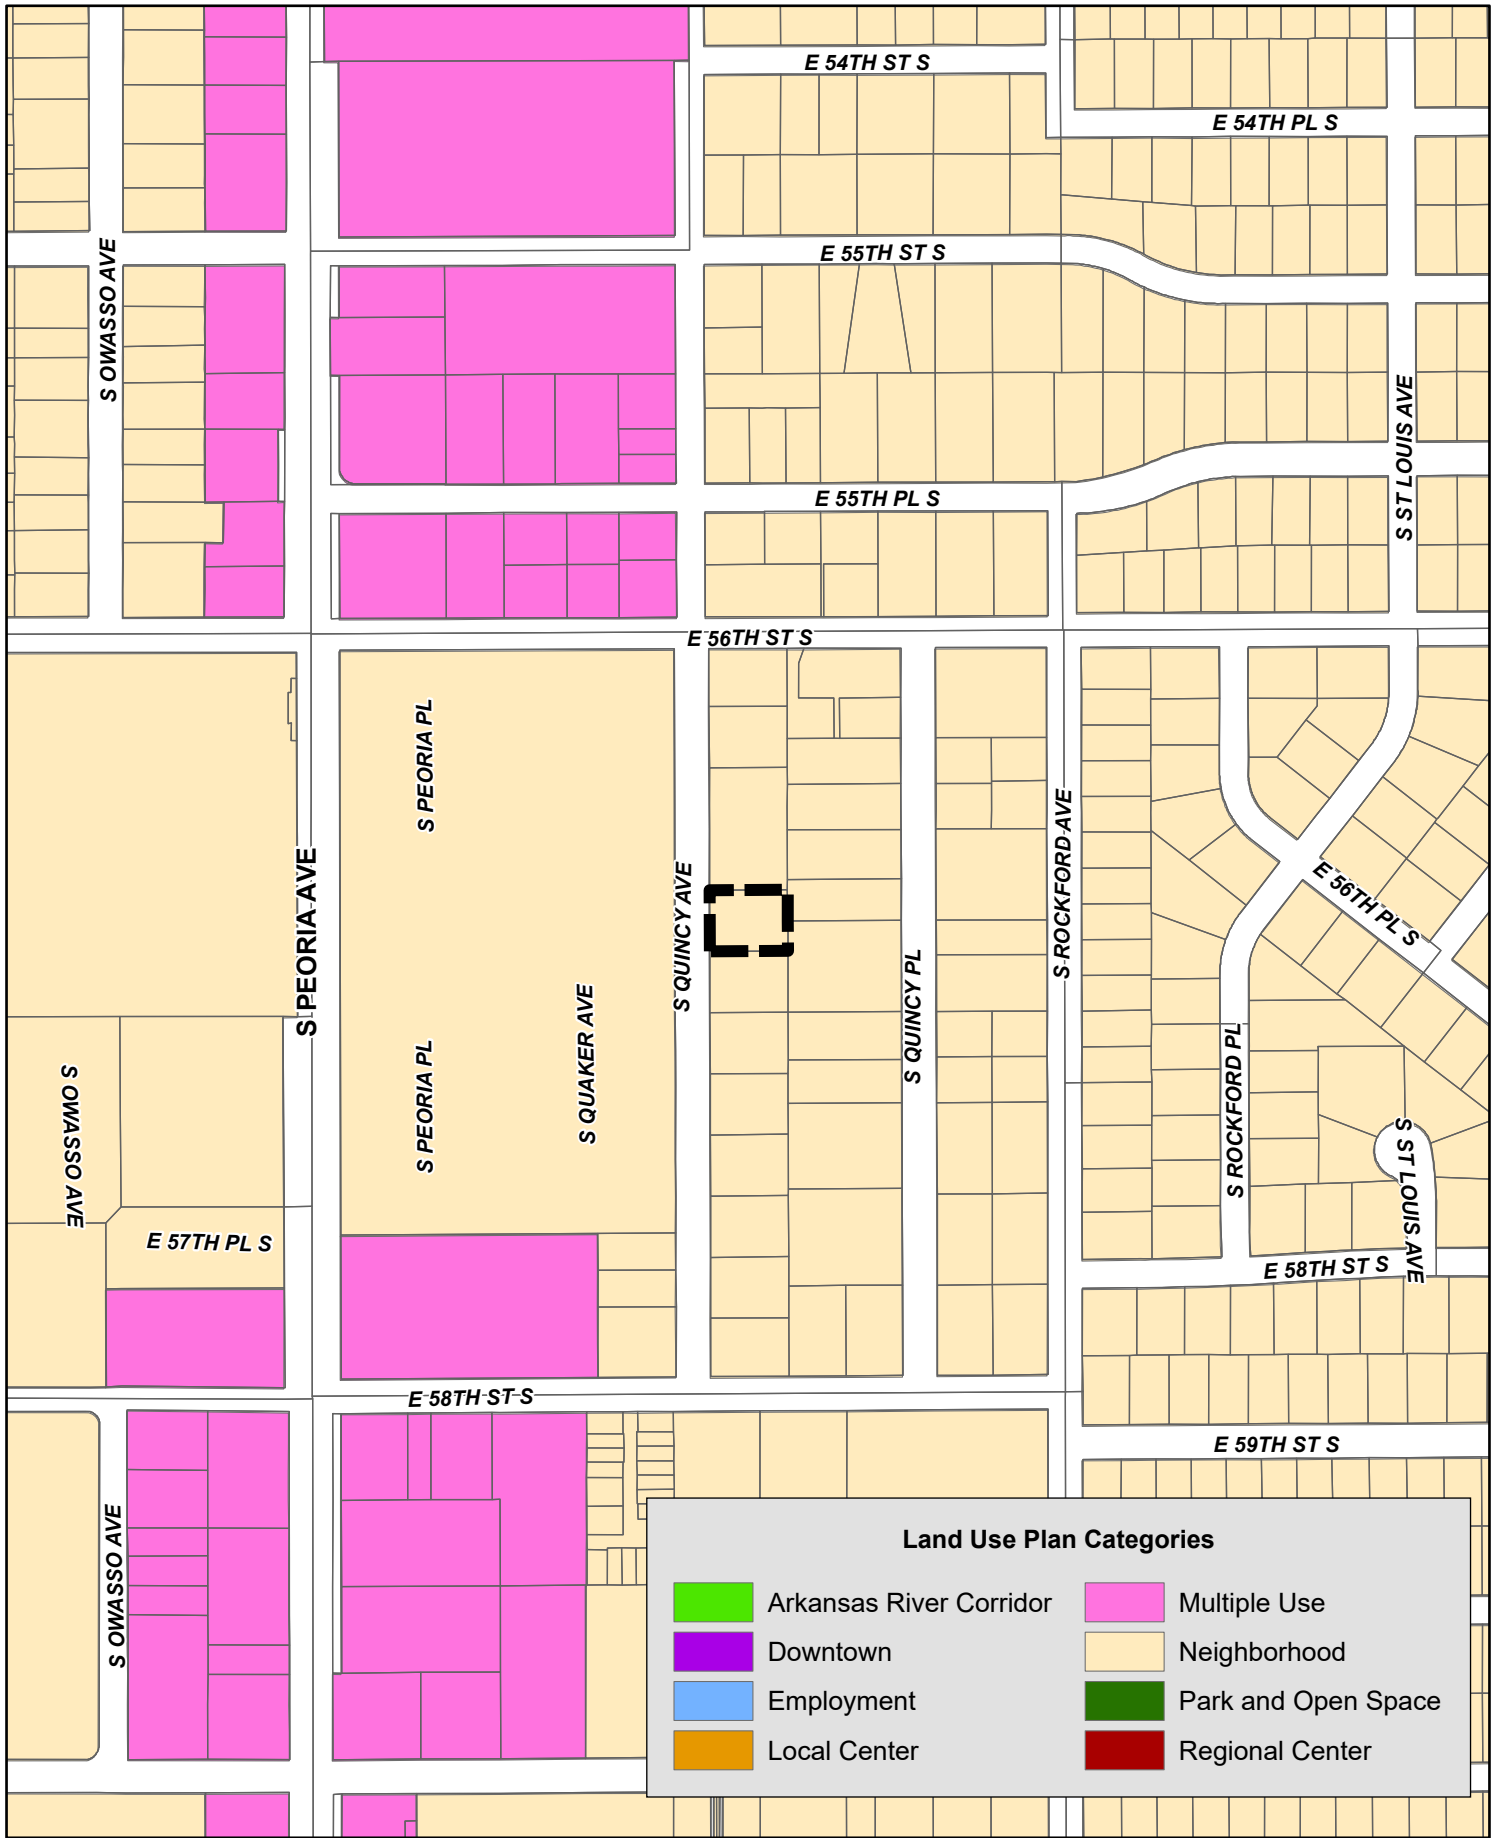 E 54TH ST S
E 54TH PL S
S OWASSO AVE
E 55TH ST S
S ST LOUIS AVE
E 55TH PL S
E 56TH ST S
S PEORIA PL
S PEORIA AVE
S QUINCY AVE
S ROCKFORD AVE
E 56TH PL S
S QUINCY PL
S QUAKER AVE
S PEORIA PL
S OWASSO AVE
S ROCKFORD PL
S ST LOUIS AVE
E 57TH PL S
E 58TH ST S
E 58TH ST S
E 59TH ST S
S OWASSO AVE
Land Use Plan Categories
Arkansas River Corridor
Downtown
Employment
Local Center
Multiple Use
Neighborhood
Park and Open Space
Regional Center